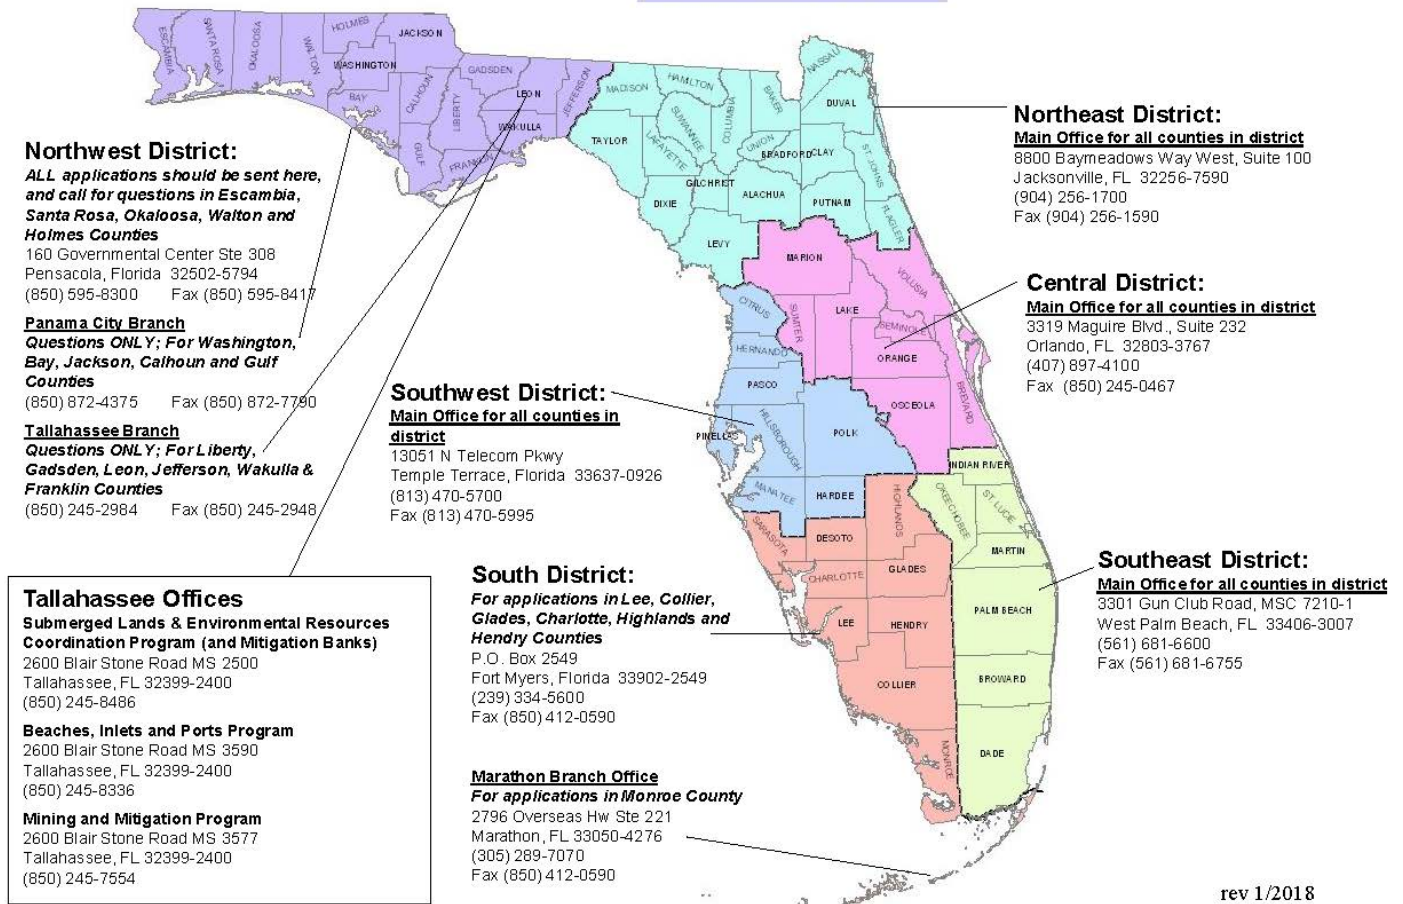 ESCAMBIA
SANTA ROSA
OKALOOSA
WALTON
HOLMES
JACKSON
WASHINGTON
BAY
CALHOUN
GULF
LIBERTY
GADSDEN
LEON
WAKULLA
FRANKLIN
JEFFERSON
MADISON
TAYLOR
HAMILTON
SUWANNEE
LAFAYETTE
DIXIE
COLUMBIA
GILCHRIST
LEVY
BAKER
UNION
BRADFORD
ALACHUA
NASSAU
DUVAL
CLAY
PUTNAM
ST JOHNS
FLAGLER
MARION
VOLUSIA
SUMTER
LAKE
SEMINOLE
ORANGE
OSCEOLA
BREVARD
CITRUS
HERNANDO
PASCO
PINELLAS
HILLSBOROUGH
POLK
MANATEE
HARDEE
SARASOTA
DESOTO
HIGHLANDS
CHARLOTTE
GLADES
LEE
HENDRY
COLLIER
MONROE
INDIAN RIVER
OKEECHOBEE
ST LUCIE
MARTIN
PALM BEACH
BROWARD
DADE
Northwest District:
ALL applications should be sent here,
and call for questions in Escambia,
Santa Rosa, Okaloosa, Walton and
Holmes Counties
160 Governmental Center Ste 308
Pensacola, Florida 32502-5794
(850) 595-8300 Fax (850) 595-8417
Panama City Branch
Questions ONLY; For Washington,
Bay, Jackson, Calhoun and Gulf
Counties
(850) 872-4375 Fax (850) 872-7790
Tallahassee Branch
Questions ONLY; For Liberty,
Gadsden, Leon, Jefferson, Wakulla &
Franklin Counties
(850) 245-2984 Fax (850) 245-2948
Tallahassee Offices
Submerged Lands & Environmental Resources
Coordination Program (and Mitigation Banks)
2600 Blair Stone Road MS 2500
Tallahassee, FL 32399-2400
(850) 245-8486
Beaches, Inlets and Ports Program
2600 Blair Stone Road MS 3590
Tallahassee, FL 32399-2400
(850) 245-8336
Mining and Mitigation Program
2600 Blair Stone Road MS 3577
Tallahassee, FL 32399-2400
(850) 245-7554
Southwest District:
Main Office for all counties in
district
13051 N Telecom Pkwy
Temple Terrace, Florida 33637-0926
(813) 470-5700
Fax (813) 470-5995
South District:
For applications in Lee, Collier,
Glades, Charlotte, Highlands and
Hendry Counties
P.O. Box 2549
Fort Myers, Florida 33902-2549
(239) 334-5600
Fax (850) 412-0590
Marathon Branch Office
For applications in Monroe County
2796 Overseas Hw Ste 221
Marathon, FL 33050-4276
(305) 289-7070
Fax (850) 412-0590
Northeast District:
Main Office for all counties in district
8800 Baymeadows Way West, Suite 100
Jacksonville, FL 32256-7590
(904) 256-1700
Fax (904) 256-1590
Central District:
Main Office for all counties in district
3319 Maguire Blvd., Suite 232
Orlando, FL 32803-3767
(407) 897-4100
Fax (850) 245-0467
Southeast District:
Main Office for all counties in district
3301 Gun Club Road, MSC 7210-1
West Palm Beach, FL 33406-3007
(561) 681-6600
Fax (561) 681-6755
rev 1/2018